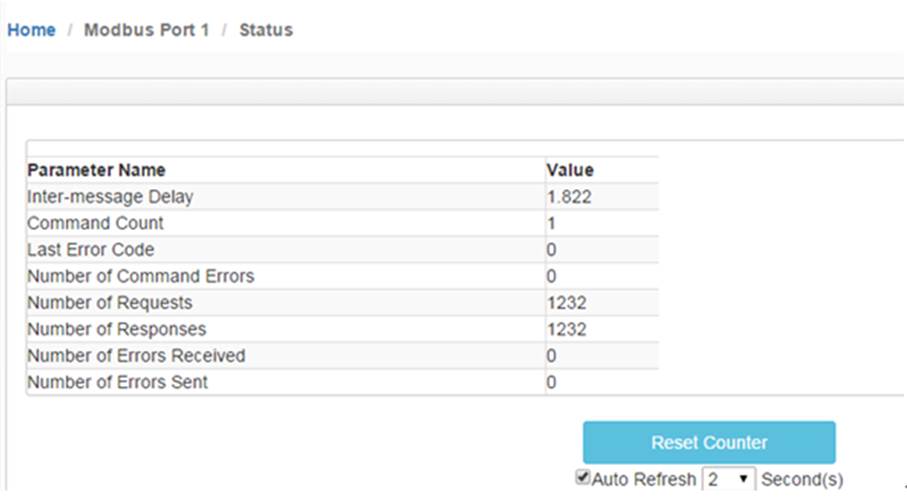 Home / Modbus Port 1 / Status
Parameter Name Value
Inter-message Delay 1.822
Command Count 1
Last Error Code 0
Number of Command Errors 0
Number of Requests 1232
Number of Responses 1232
Number of Errors Received 0
Number of Errors Sent 0
Reset Counter
Auto Refresh 2 Second(s)